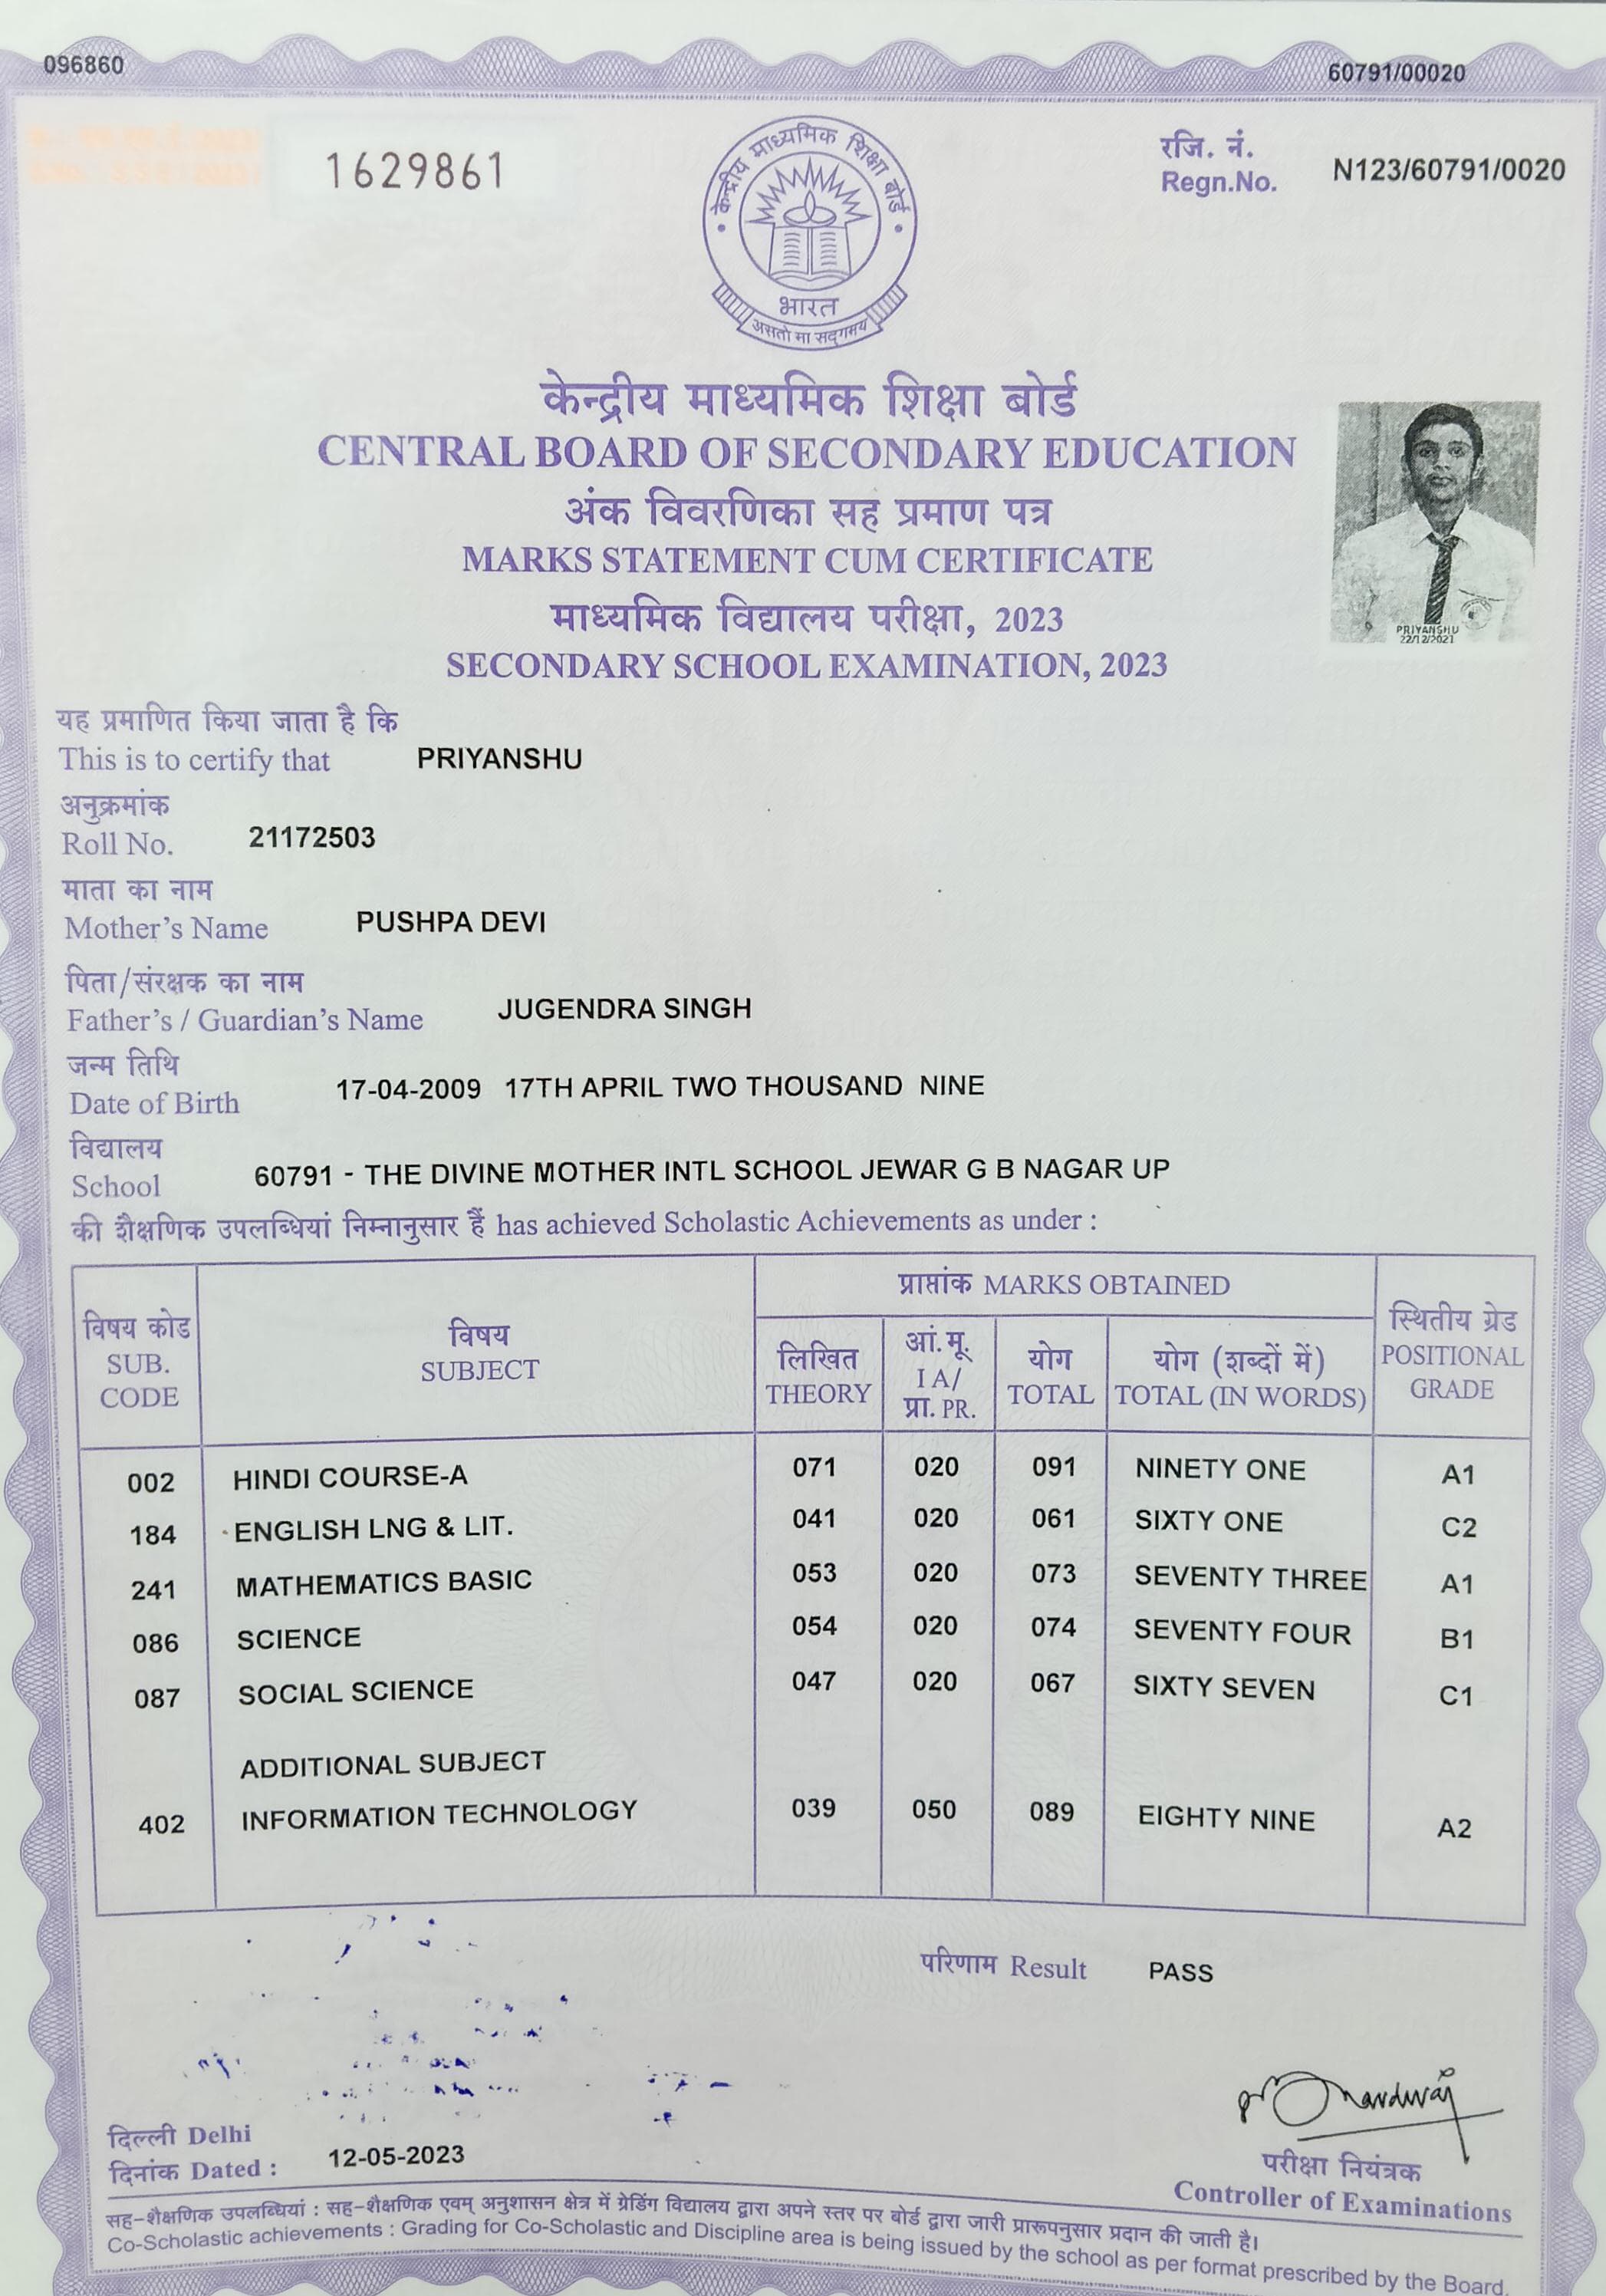 096860
60791/00020
1629861
रजि. नं.
Regn.No. N123/60791/0020
केन्द्रीय माध्यमिक शिक्षा बोर्ड
भारत
असतो मा सद्गमय
केन्द्रीय माध्यमिक शिक्षा बोर्ड
CENTRAL BOARD OF SECONDARY EDUCATION
अंक विवरणिका सह प्रमाण पत्र
MARKS STATEMENT CUM CERTIFICATE
माध्यमिक विद्यालय परीक्षा, 2023
SECONDARY SCHOOL EXAMINATION, 2023
PRIYANSHU
22/12/2021
यह प्रमाणित किया जाता है कि
This is to certify that PRIYANSHU
अनुक्रमांक
Roll No. 21172503
माता का नाम
Mother's Name PUSHPA DEVI
पिता/संरक्षक का नाम
Father's / Guardian's Name JUGENDRA SINGH
जन्म तिथि
Date of Birth 17-04-2009 17TH APRIL TWO THOUSAND NINE
विद्यालय
School 60791 - THE DIVINE MOTHER INTL SCHOOL JEWAR G B NAGAR UP
की शैक्षणिक उपलब्धियां निम्नानुसार हैं has achieved Scholastic Achievements as under :
विषय कोड
SUB.
CODE
विषय
SUBJECT
प्राप्तांक MARKS OBTAINED
लिखित
THEORY
आं.मू.
I A/
प्रा. PR.
योग
TOTAL
योग (शब्दों में)
TOTAL (IN WORDS)
स्थितीय ग्रेड
POSITIONAL
GRADE
002 HINDI COURSE-A 071 020 091 NINETY ONE A1
184 ENGLISH LNG & LIT. 041 020 061 SIXTY ONE C2
241 MATHEMATICS BASIC 053 020 073 SEVENTY THREE A1
086 SCIENCE 054 020 074 SEVENTY FOUR B1
087 SOCIAL SCIENCE 047 020 067 SIXTY SEVEN C1
ADDITIONAL SUBJECT
402 INFORMATION TECHNOLOGY 039 050 089 EIGHTY NINE A2
परिणाम Result PASS
दिल्ली Delhi
दिनांक Dated : 12-05-2023
परीक्षा नियंत्रक
Controller of Examinations
सह-शैक्षणिक उपलब्धियां : सह-शैक्षणिक एवम् अनुशासन क्षेत्र में ग्रेडिंग विद्यालय द्वारा अपने स्तर पर बोर्ड द्वारा जारी प्रारूपनुसार प्रदान की जाती है।
Co-Scholastic achievements : Grading for Co-Scholastic and Discipline area is being issued by the school as per format prescribed by the Board.